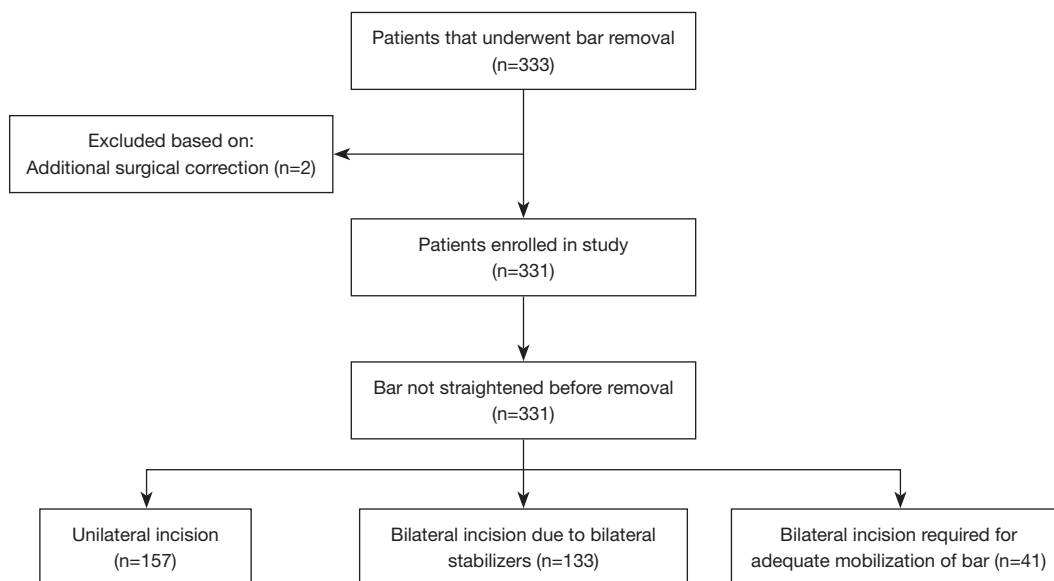 Patients that underwent bar removal
(n=333)
Excluded based on:
Additional surgical correction (n=2)
Patients enrolled in study
(n=331)
Bar not straightened before removal
(n=331)
Unilateral incision
(n=157)
Bilateral incision due to bilateral
stabilizers (n=133)
Bilateral incision required for
adequate mobilization of bar (n=41)